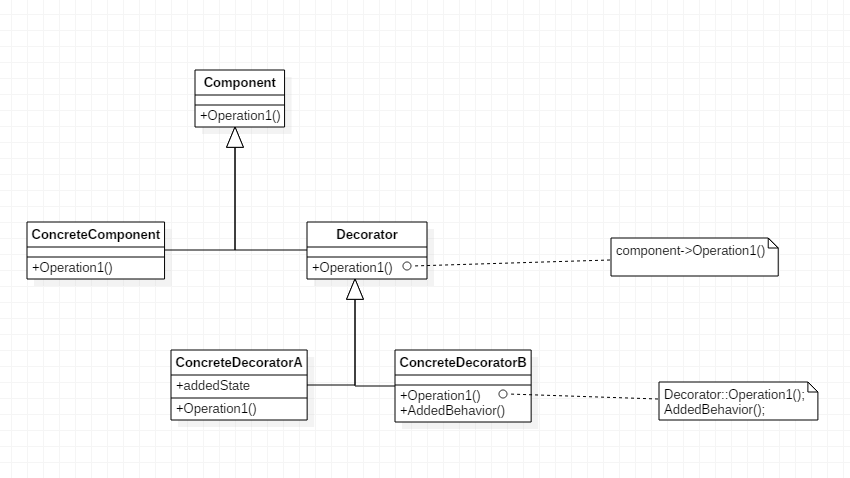 Component
+Operation1()
ConcreteComponent
+Operation1()
Decorator
+Operation1()
component->Operation1()
ConcreteDecoratorA
+addedState
+Operation1()
ConcreteDecoratorB
+Operation1()
+AddedBehavior()
Decorator::Operation1();
AddedBehavior();